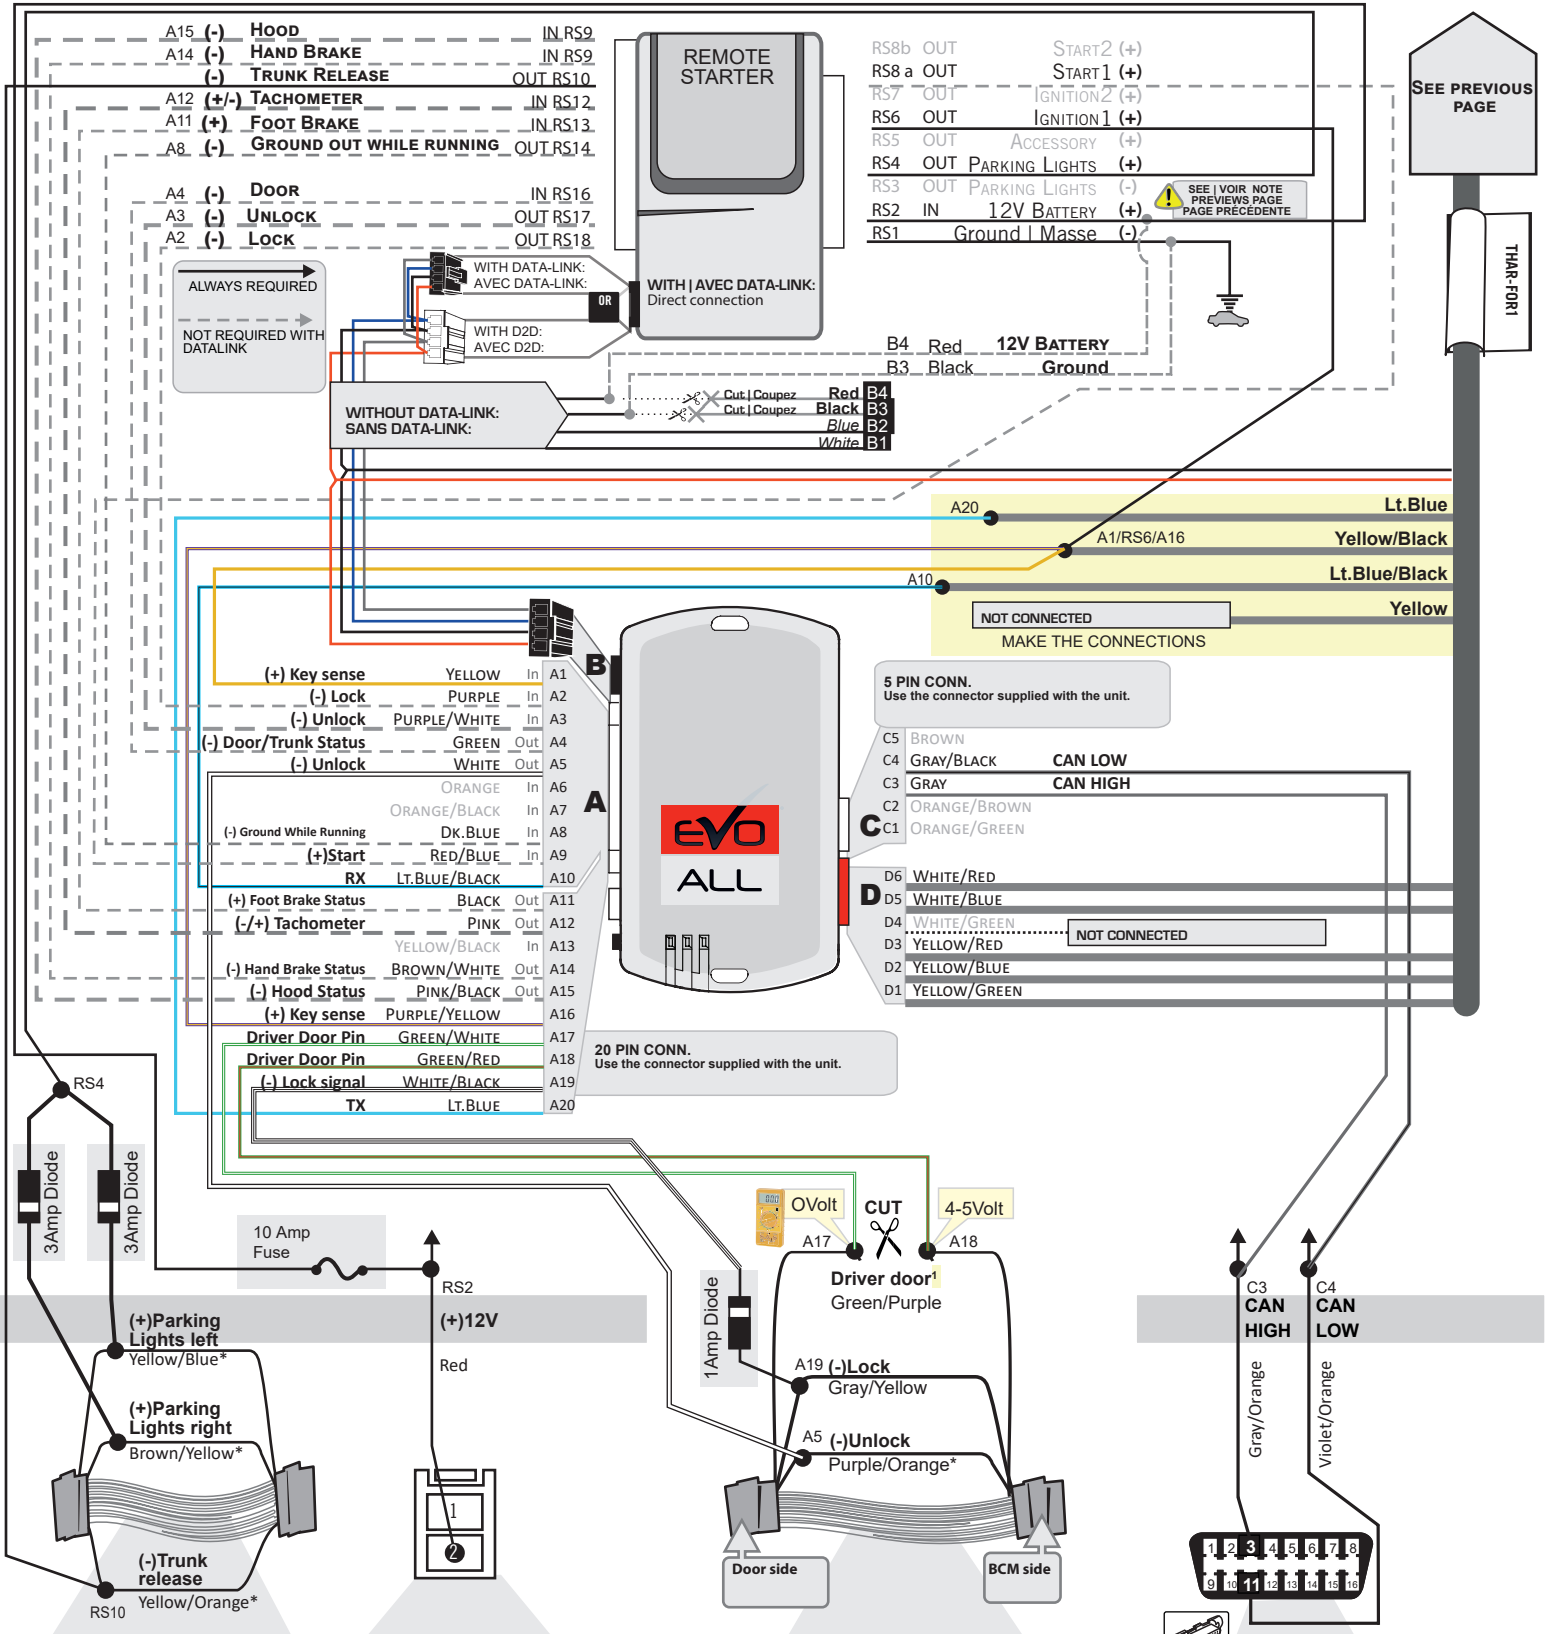 A15 (-) HOOD IN RS9
A14 (-) HAND BRAKE IN RS9
(-) TRUNK RELEASE OUT RS10
A12 (+/-) TACHOMETER IN RS12
A11 (+) FOOT BRAKE IN RS13
A8 (-) GROUND OUT WHILE RUNNING OUT RS14
A4 (-) DOOR IN RS16
A3 (-) UNLOCK OUT RS17
A2 (-) LOCK OUT RS18
REMOTE
STARTER
RS8b OUT START2 (+)
RS8 a OUT START1 (+)
RS7 OUT IGNITION2 (+)
RS6 OUT IGNITION1 (+)
RS5 OUT ACCESSORY (+)
RS4 OUT PARKING LIGHTS (+)
RS3 OUT PARKING LIGHTS (-)
RS2 IN 12V BATTERY (+)
RS1 Ground | Masse (-)
SEE | VOIR NOTE
PREVIEWS PAGE
PAGE PRÉCÉDENTE
SEE PREVIOUS
PAGE
THAR-FOR1
ALWAYS REQUIRED
NOT REQUIRED WITH
DATALINK
WITH DATA-LINK:
AVEC DATA-LINK:
OR
WITH D2D:
AVEC D2D:
WITH | AVEC DATA-LINK:
Direct connection
B4 Red 12V BATTERY
B3 Black Ground
WITHOUT DATA-LINK:
SANS DATA-LINK:
Cut | Coupez Red B4
Cut | Coupez Black B3
Blue B2
White B1
A20 Lt.Blue
A1/RS6/A16 Yellow/Black
A10 Lt.Blue/Black
NOT CONNECTED Yellow
MAKE THE CONNECTIONS
B
A
(+) Key sense YELLOW In A1
(-) Lock PURPLE In A2
(-) Unlock PURPLE/WHITE In A3
(-) Door/Trunk Status GREEN Out A4
(-) Unlock WHITE Out A5
ORANGE In A6
ORANGE/BLACK In A7
(-) Ground While Running DK.BLUE In A8
(+)Start RED/BLUE In A9
RX LT.BLUE/BLACK A10
(+) Foot Brake Status BLACK Out A11
(-/+) Tachometer PINK Out A12
YELLOW/BLACK In A13
(-) Hand Brake Status BROWN/WHITE Out A14
(-) Hood Status PINK/BLACK Out A15
(+) Key sense PURPLE/YELLOW A16
Driver Door Pin GREEN/WHITE A17
Driver Door Pin GREEN/RED A18
(-) Lock signal WHITE/BLACK A19
TX LT.BLUE A20
EVO
ALL
20 PIN CONN.
Use the connector supplied with the unit.
5 PIN CONN.
Use the connector supplied with the unit.
C
C5 BROWN
C4 GRAY/BLACK CAN LOW
C3 GRAY CAN HIGH
C2 ORANGE/BROWN
C1 ORANGE/GREEN
D
D6 WHITE/RED
D5 WHITE/BLUE
D4 WHITE/GREEN
NOT CONNECTED
D3 YELLOW/RED
D2 YELLOW/BLUE
D1 YELLOW/GREEN
RS4
3Amp Diode
3Amp Diode
10 Amp
Fuse
RS2
(+)12V
Red
1
2
(+)Parking
Lights left
Yellow/Blue*
(+)Parking
Lights right
Brown/Yellow*
(-)Trunk
release
Yellow/Orange*
RS10
000
0Volt
CUT
4-5Volt
A17
A18
Driver door¹
Green/Purple
1Amp Diode
A19 (-)Lock
Gray/Yellow
A5 (-)Unlock
Purple/Orange*
Door side
BCM side
C3
CAN
HIGH
C4
CAN
LOW
Gray/Orange
Violet/Orange
1 2 3 4 5 6 7 8
9 10 11 12 13 14 15 16